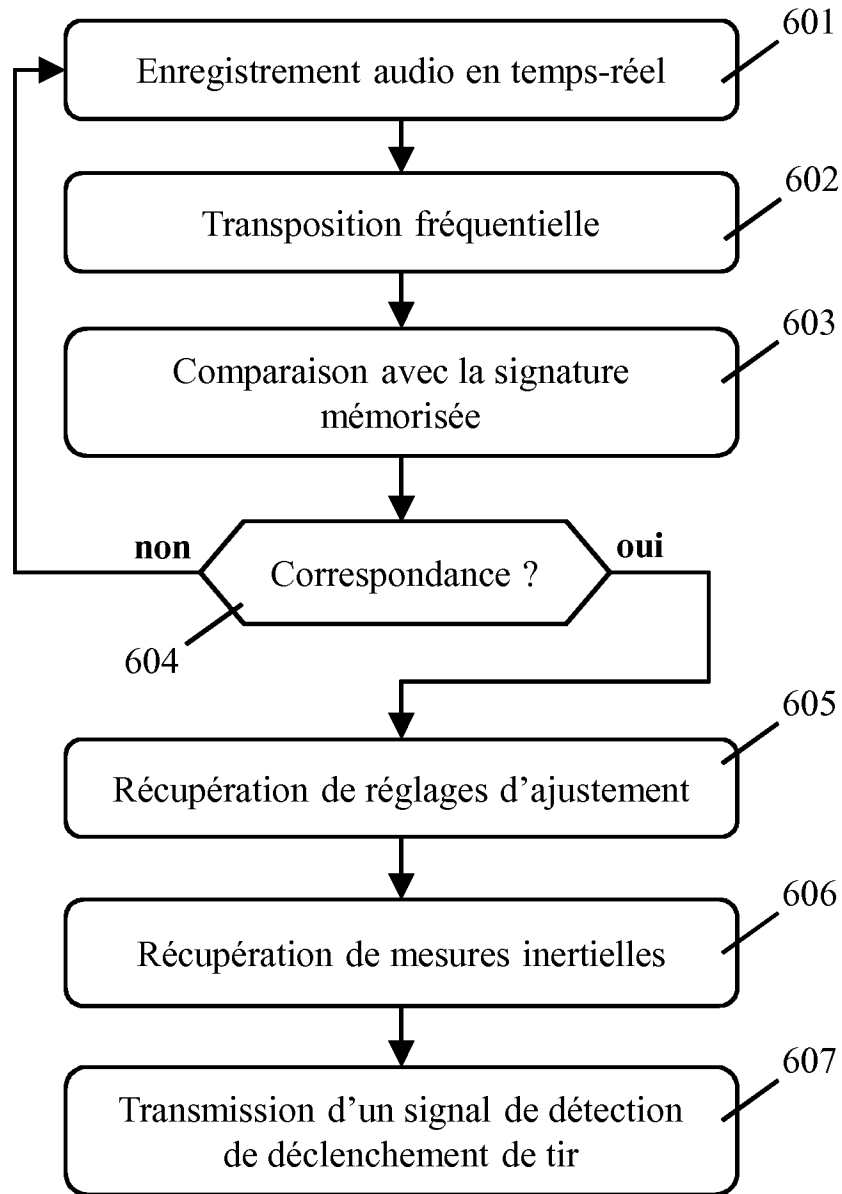 601
Enregistrement audio en temps-réel
602
Transposition fréquentielle
603
Comparaison avec la signature
mémorisée
non
oui
Correspondance ?
604
605
Récupération de réglages d’ajustement
606
Récupération de mesures inertielles
607
Transmission d’un signal de détection
de déclenchement de tir